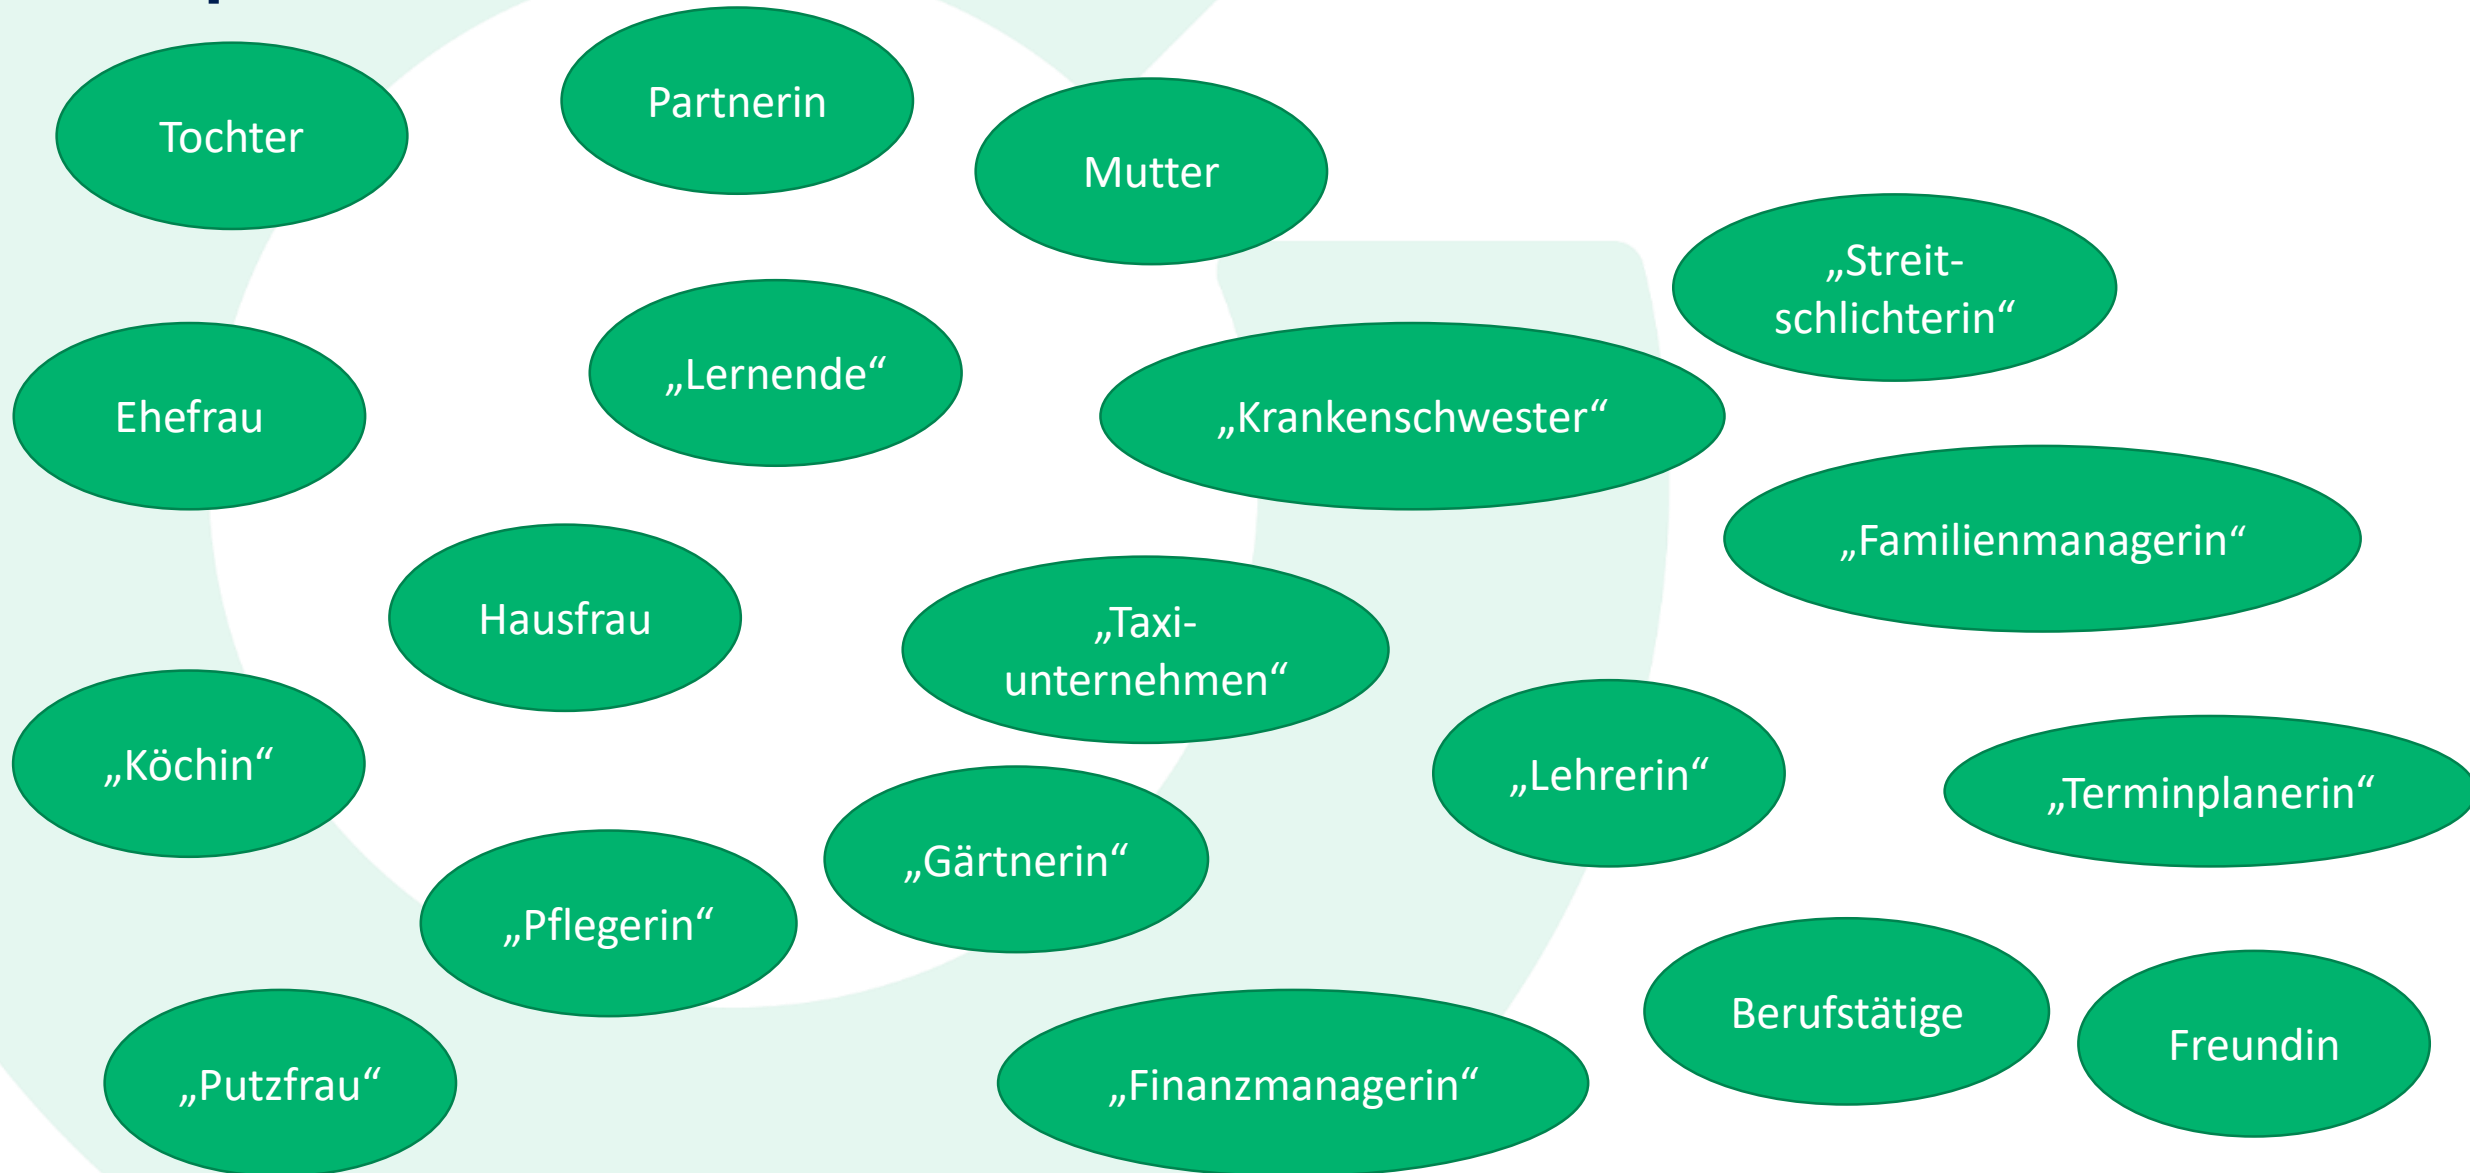 Tochter
Partnerin
Mutter
„Streit-
schlichterin“
Ehefrau
„Lernende“
„Krankenschwester“
„Familienmanagerin“
Hausfrau
„Taxi-
unternehmen“
„Köchin“
„Lehrerin“
„Terminplanerin“
„Gärtnerin“
„Pflegerin“
Berufstätige
Freundin
„Putzfrau“
„Finanzmanagerin“